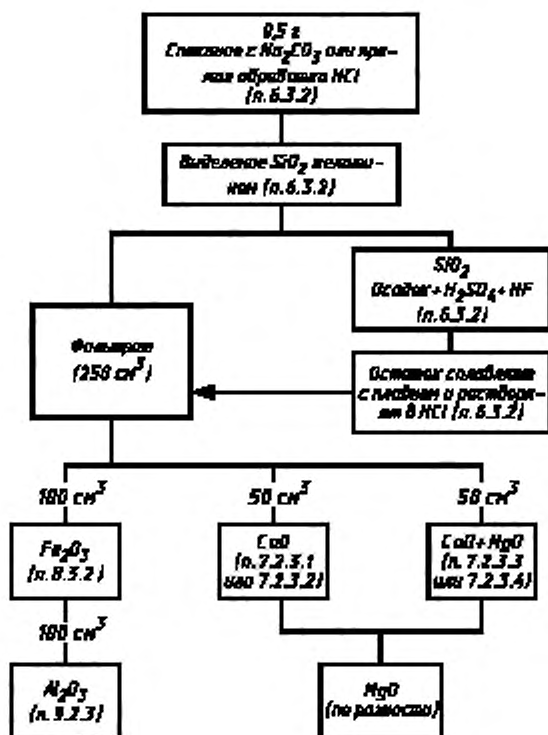 0,5 г
Спекание с Na₂CO₃ или пря-
мая обработка HCl
(п. 6.3.2)
Выделение SiO₂ желати-
ном (п. 6.3.2)
SiO₂
Осадок + H₂SO₄ + HF
(п. 6.3.2)
Фильтрат
(250 см³)
Остаток сплавление
с плавнем и растворе-
ния в HCl (п. 6.3.2)
100 см³
50 см³
50 см³
Fe₂O₃
(п. 8.3.2)
CaO
(п. 7.2.3.1
или 7.2.3.2)
CaO + MgO
(п. 7.2.3.3
или 7.2.3.4)
100 см³
Al₂O₃
(п. 9.2.3)
MgO
(по разности)